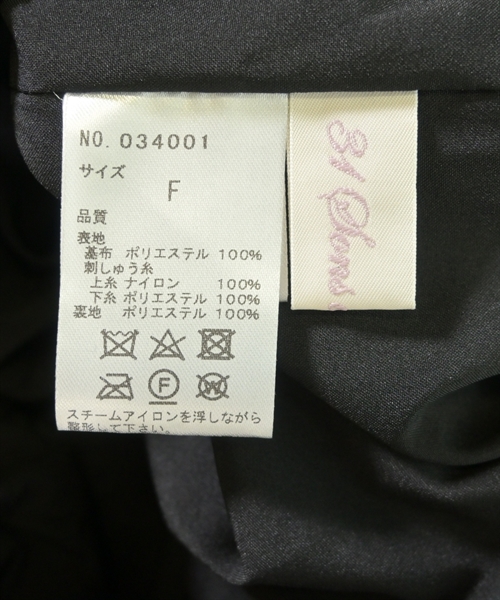 NO. 034001
サイズ
F
品質
表地
基布 ポリエステル 100%
刺しゅう糸
上糸 ナイロン 100%
下糸 ポリエステル 100%
裏地 ポリエステル 100%
F
W
スチームアイロンを浮しながら
して下さい。